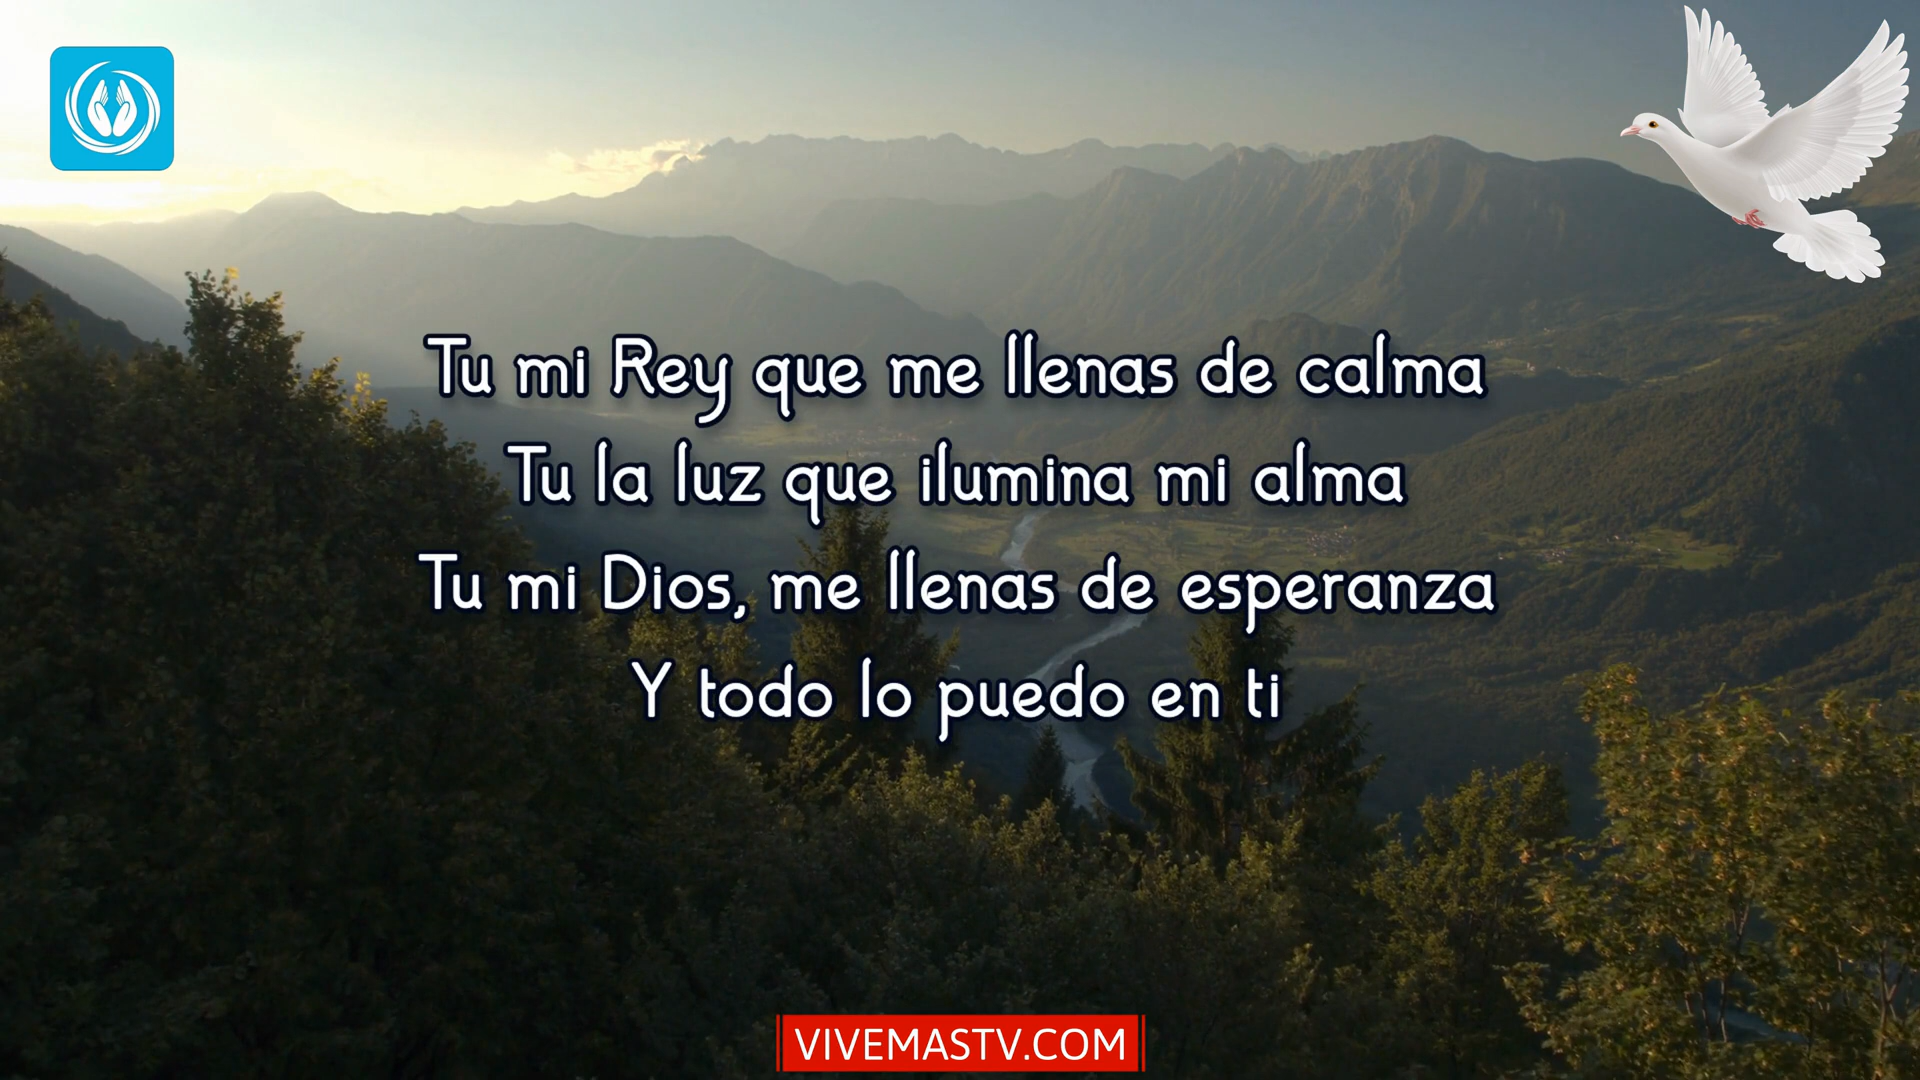 Tu mi Rey que me llenas de calma
Tu la luz que ilumina mi alma
Tu mi Dios, me llenas de esperanza
Y todo lo puedo en ti
VIVEMASTV.COM